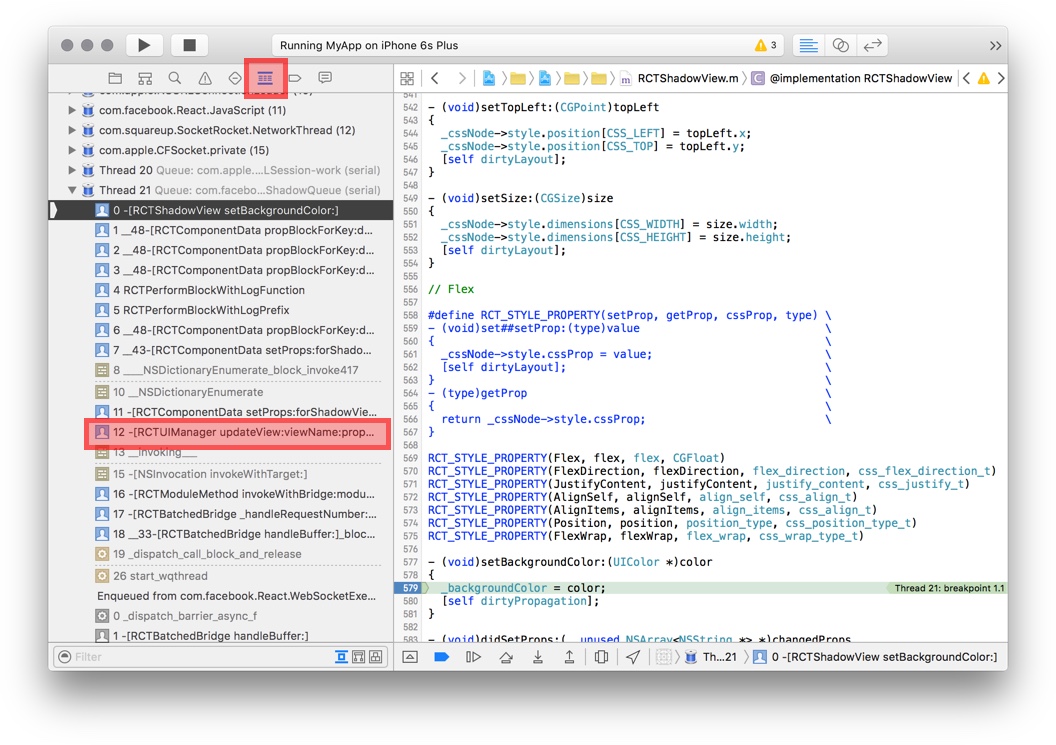 Running MyApp on iPhone 6s Plus
3
RCTShadowView.m
@implementation RCTShadowView
com.facebook.React.JavaScript (11)
com.squareup.SocketRocket.NetworkThread (12)
com.apple.CFSocket.private (15)
Thread 20 Queue: com.apple....LSession-work (serial)
Thread 21 Queue: com.facebo...ShadowQueue (serial)
0 -[RCTShadowView setBackgroundColor:]
1 __48-[RCTComponentData propBlockForKey:d...
2 __48-[RCTComponentData propBlockForKey:d...
3 __48-[RCTComponentData propBlockForKey:d...
4 RCTPerformBlockWithLogFunction
5 RCTPerformBlockWithLogPrefix
6 __48-[RCTComponentData propBlockForKey:d...
7 __43-[RCTComponentData setProps:forShado...
8 ____NSDictionaryEnumerate_block_invoke417
10 __NSDictionaryEnumerate
11 -[RCTComponentData setProps:forShadowVie...
12 -[RCTUIManager updateView:viewName:prop...
13 __invoking___
15 -[NSInvocation invokeWithTarget:]
16 -[RCTModuleMethod invokeWithBridge:modu...
17 -[RCTBatchedBridge _handleRequestNumber:...
18 __33-[RCTBatchedBridge handleBuffer:]_bloc...
19 _dispatch_call_block_and_release
26 start_wqthread
Enqueued from com.facebook.React.WebSocketExe...
0 _dispatch_barrier_async_f
1 -[RCTBatchedBridge handleBuffer:]
Filter
541
542 - (void)setTopLeft:(CGPoint)topLeft
543 {
544 _cssNode->style.position[CSS_LEFT] = topLeft.x;
545 _cssNode->style.position[CSS_TOP] = topLeft.y;
546 [self dirtyLayout];
547 }
548
549 - (void)setSize:(CGSize)size
550 {
551 _cssNode->style.dimensions[CSS_WIDTH] = size.width;
552 _cssNode->style.dimensions[CSS_HEIGHT] = size.height;
553 [self dirtyLayout];
554 }
555
556 // Flex
557
558 #define RCT_STYLE_PROPERTY(setProp, getProp, cssProp, type) \
559 - (void)set##setProp:(type)value \
560 { \
561 _cssNode->style.cssProp = value; \
562 [self dirtyLayout]; \
563 } \
564 - (type)getProp \
565 { \
566 return _cssNode->style.cssProp; \
567 }
568
569 RCT_STYLE_PROPERTY(Flex, flex, flex, CGFloat)
570 RCT_STYLE_PROPERTY(FlexDirection, flexDirection, flex_direction, css_flex_direction_t)
571 RCT_STYLE_PROPERTY(JustifyContent, justifyContent, justify_content, css_justify_t)
572 RCT_STYLE_PROPERTY(AlignSelf, alignSelf, align_self, css_align_t)
573 RCT_STYLE_PROPERTY(AlignItems, alignItems, align_items, css_align_t)
574 RCT_STYLE_PROPERTY(Position, position, position_type, css_position_type_t)
575 RCT_STYLE_PROPERTY(FlexWrap, flexWrap, flex_wrap, css_wrap_type_t)
576
577 - (void)setBackgroundColor:(UIColor *)color
578 {
579 _backgroundColor = color; Thread 21: breakpoint 1.1
580 [self dirtyPropagation];
581 }
582
583 - (void)didSetProps:(__unused NSArray<NSString *> *)changedProps
Th...21
0 -[RCTShadowView setBackgroundColor:]